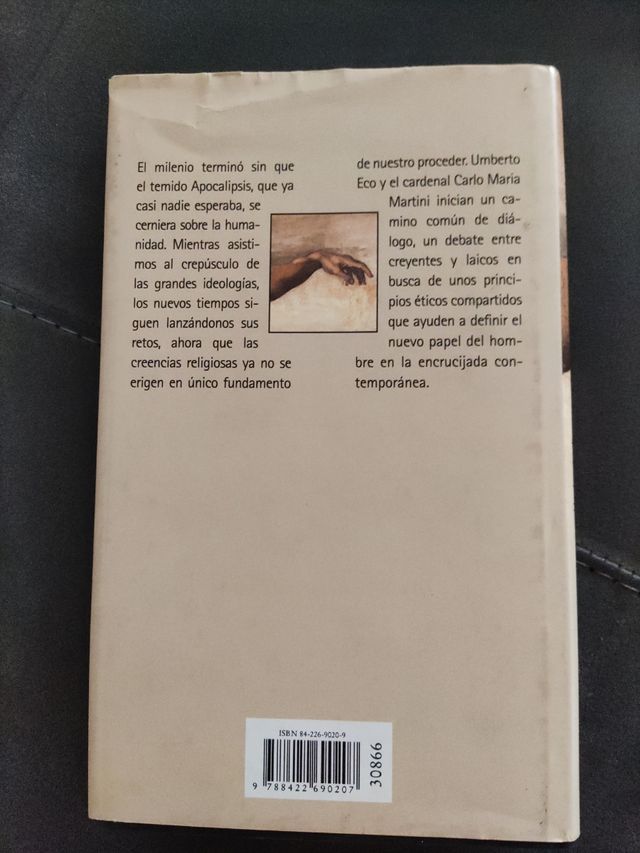 El milenio terminó sin que
el temido Apocalipsis, que ya
casi nadie esperaba, se
cerniera sobre la huma-
nidad. Mientras asisti-
mos al crepúsculo de
las grandes ideologías,
los nuevos tiempos si-
guen lanzándonos sus
retos, ahora que las
creencias religiosas ya no se
erigen en único fundamento
de nuestro proceder. Umberto
Eco y el cardenal Carlo Maria
Martini inician un ca-
mino común de diá-
logo, un debate entre
creyentes y laicos en
busca de unos princi-
pios éticos compartidos
que ayuden a definir el
nuevo papel del hom-
bre en la encrucijada con-
temporánea.
ISBN 84-226-9020-9
9 788422 690207
30866